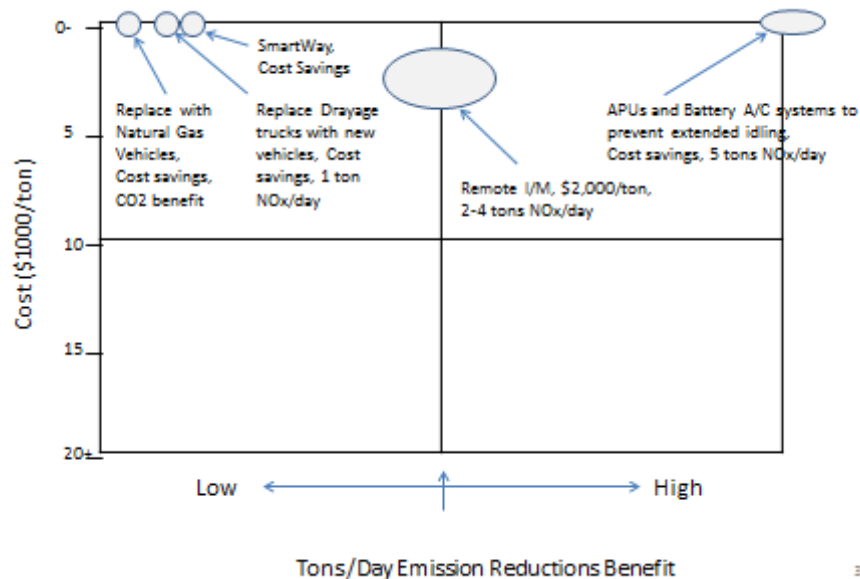 0-
SmartWay,
Cost Savings
Replace with
Natural Gas
Vehicles,
Cost savings,
CO2 benefit
Replace Drayage
trucks with new
vehicles, Cost
savings, 1 ton
NOx/day
APUs and Battery A/C systems to
prevent extended idling,
Cost savings, 5 tons NOx/day
Remote I/M, $2,000/ton,
2-4 tons NOx/day
5
10
15
20+
Cost ($1000/ton)
Low
High
Tons/Day Emission Reductions Benefit
3